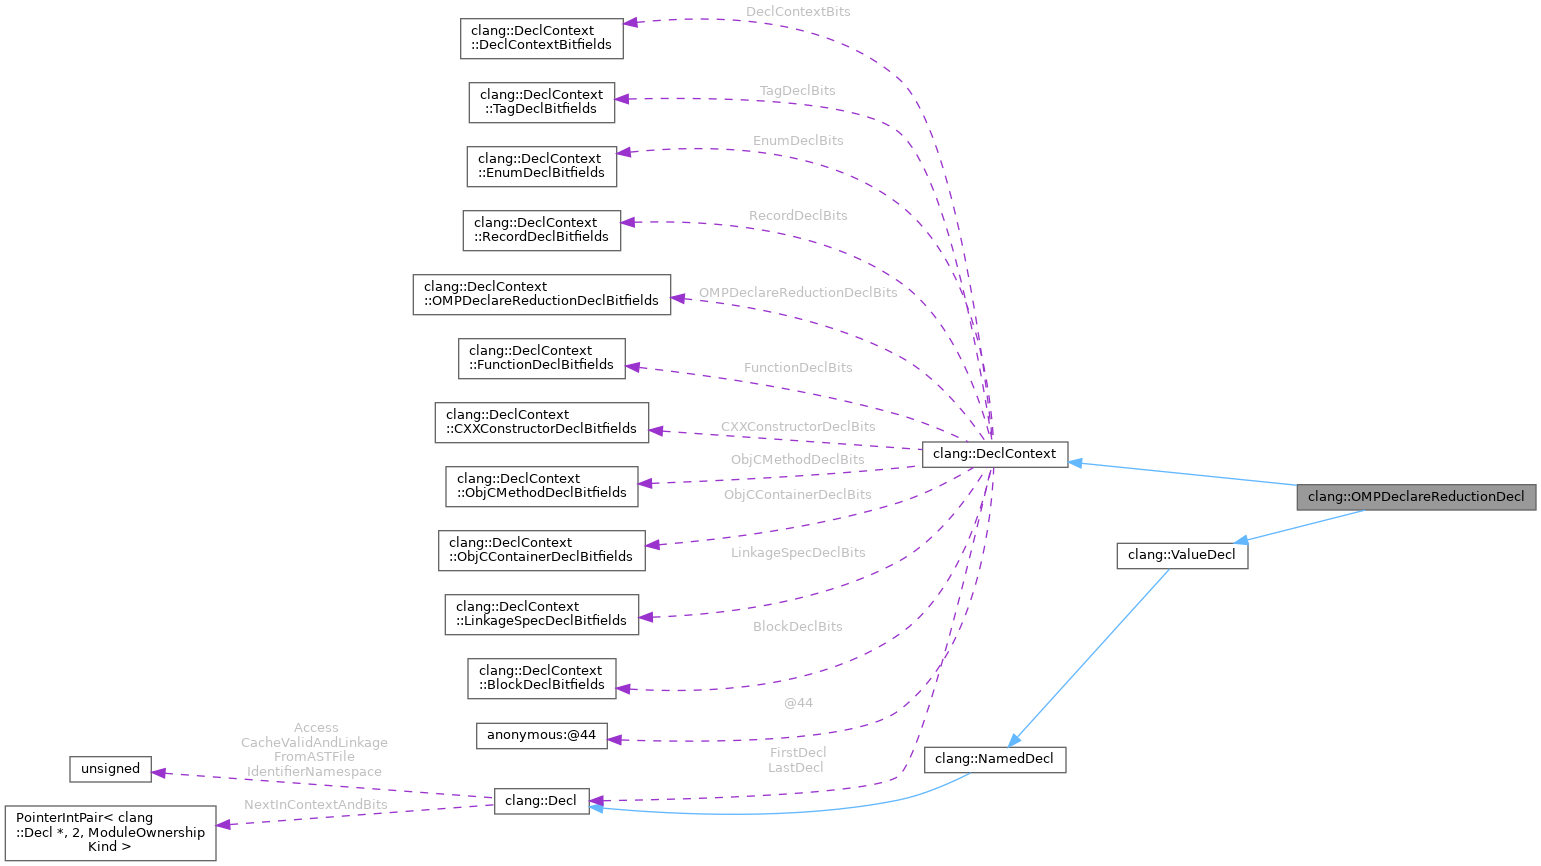 DeclContextBits
clang::DeclContext
::DeclContextBitfields
TagDeclBits
clang::DeclContext
::TagDeclBitfields
EnumDeclBits
clang::DeclContext
::EnumDeclBitfields
RecordDeclBits
clang::DeclContext
::RecordDeclBitfields
OMPDeclareReductionDeclBits
clang::DeclContext
::OMPDeclareReductionDeclBitfields
FunctionDeclBits
clang::DeclContext
::FunctionDeclBitfields
CXXConstructorDeclBits
clang::DeclContext
::CXXConstructorDeclBitfields
clang::DeclContext
ObjCMethodDeclBits
clang::DeclContext
::ObjCMethodDeclBitfields
ObjCContainerDeclBits
clang::OMPDeclareReductionDecl
clang::DeclContext
::ObjCContainerDeclBitfields
LinkageSpecDeclBits
clang::ValueDecl
clang::DeclContext
::LinkageSpecDeclBitfields
BlockDeclBits
clang::DeclContext
::BlockDeclBitfields
@44
anonymous:@44
Access
CacheValidAndLinkage
FromASTFile
IdentifierNamespace
FirstDecl
LastDecl
clang::NamedDecl
unsigned
clang::Decl
NextInContextAndBits
PointerIntPair< clang
::Decl *, 2, ModuleOwnership
Kind >